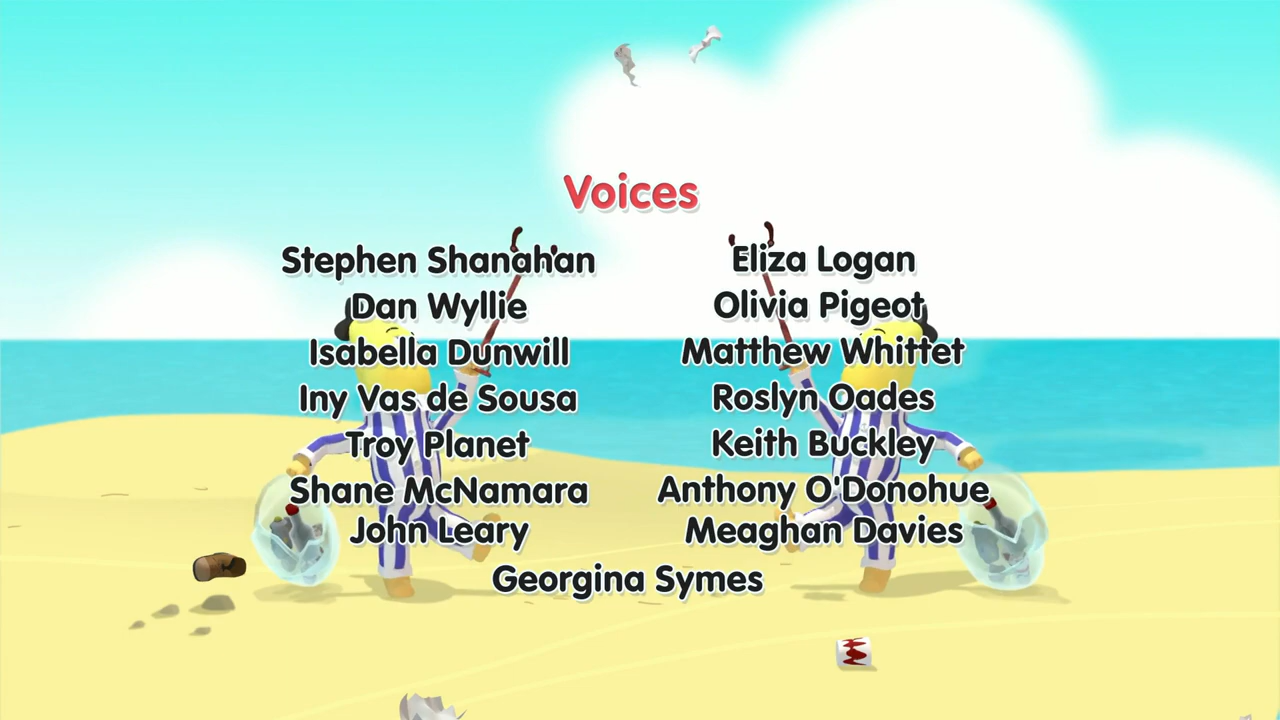 Voices
Stephen Shanahan Eliza Logan
Dan Wyllie Olivia Pigeot
Isabella Dunwill Matthew Whittet
Iny Vas de Sousa Roslyn Oades
Troy Planet Keith Buckley
Shane McNamara Anthony O'Donohue
John Leary Meaghan Davies
Georgina Symes